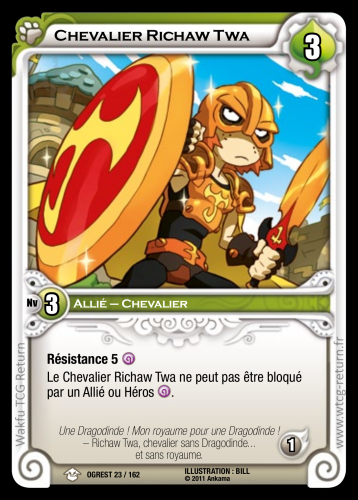 CHEVALIER RICHAW TWA
3
Nv 3
ALLIÉ – CHEVALIER
Résistance 5
Le Chevalier Richaw Twa ne peut pas être bloqué
par un Allié ou Héros .
Une Dragodinde ! Mon royaume pour une Dragodinde !
– Richaw Twa, chevalier sans Dragodinde...
et sans royaume.
1
OGREST 23 / 162
ILLUSTRATION : BILL
© 2011 Ankama
Wakfu TCG Return
www.wtcg-return.fr